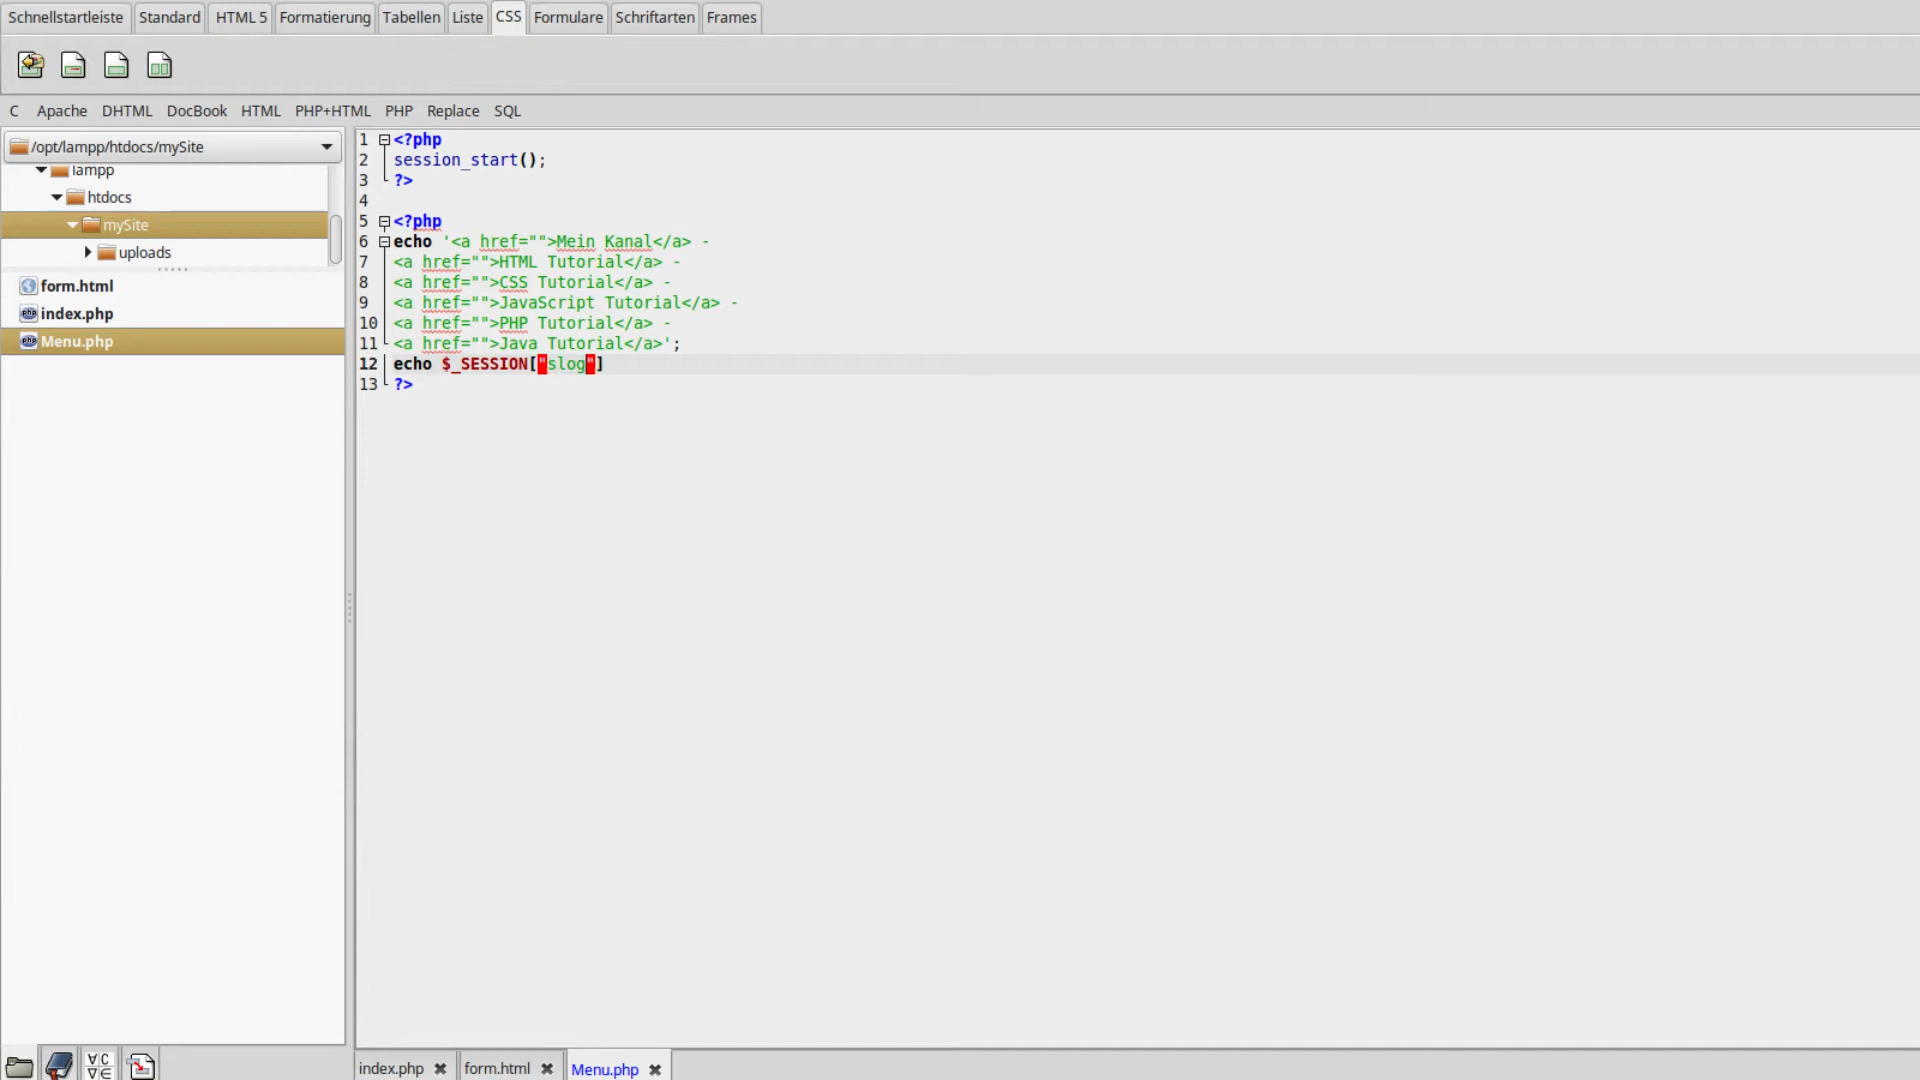 Schnellstartleiste Standard HTML 5 Formatierung Tabellen Liste CSS Formulare Schriftarten Frames
C Apache DHTML DocBook HTML PHP+HTML PHP Replace SQL
/opt/lampp/htdocs/mySite
lampp
htdocs
mySite
uploads
form.html
index.php
Menu.php
1 <?php
2 session_start();
3 ?>
4
5 <?php
6 echo '<a href="">Mein Kanal</a> -
7 <a href="">HTML Tutorial</a> -
8 <a href="">CSS Tutorial</a> -
9 <a href="">JavaScript Tutorial</a> -
10 <a href="">PHP Tutorial</a> -
11 <a href="">Java Tutorial</a>';
12 echo $_SESSION["slog"]
13 ?>
index.php form.html Menu.php